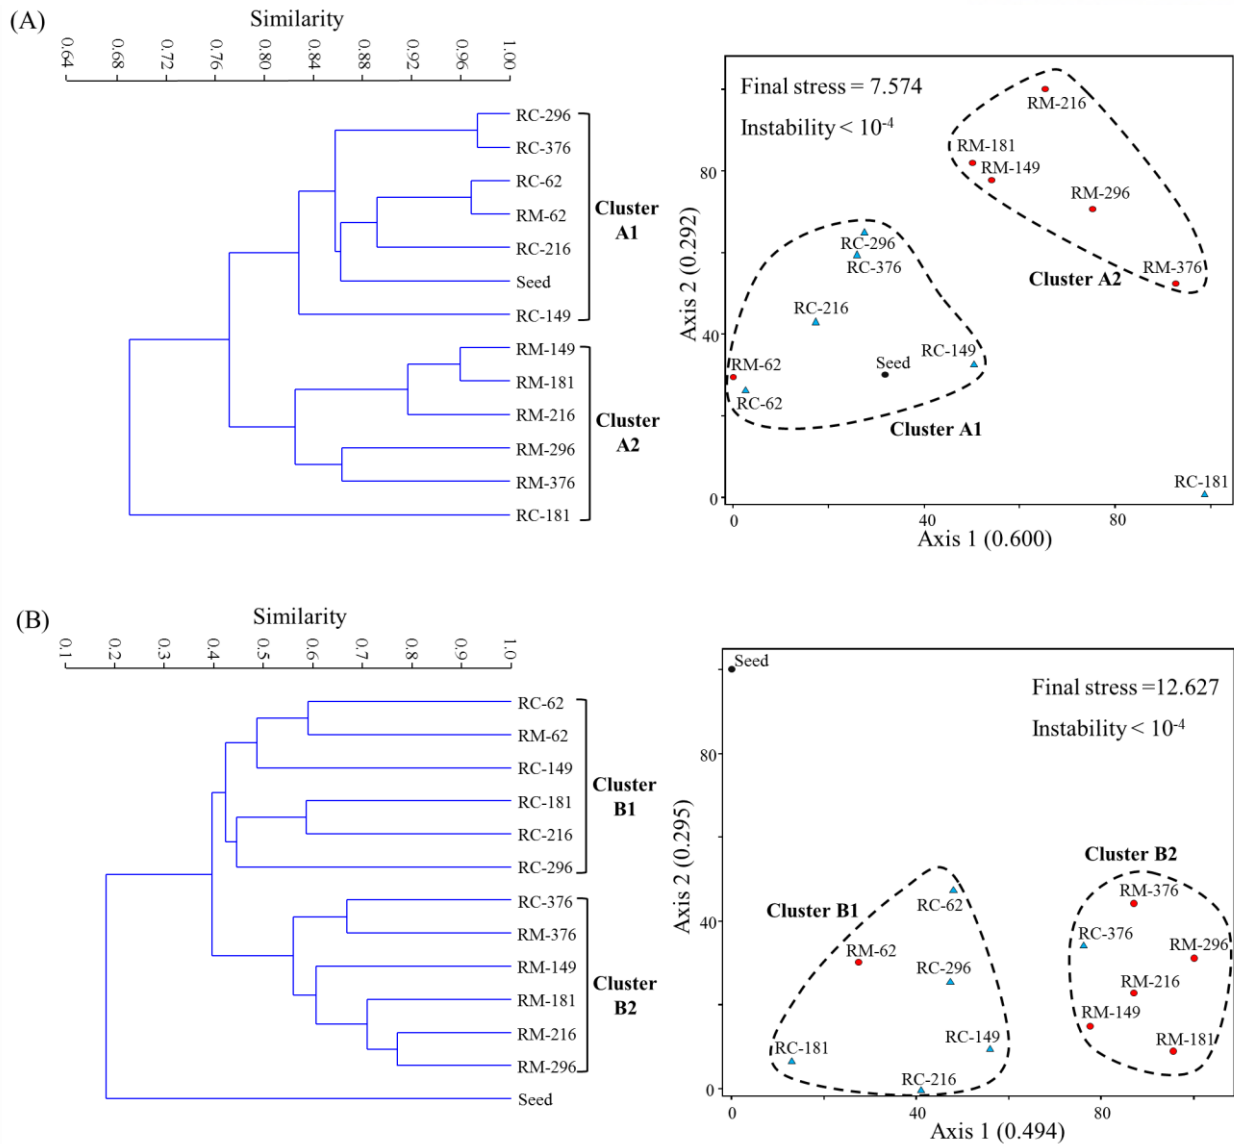 (A)
Similarity
0.64
0.68
0.72
0.76
0.80
0.84
0.88
0.92
0.96
1.00
RC-296
RC-376
RC-62
RM-62
RC-216
Seed
RC-149
RM-149
RM-181
RM-216
RM-296
RM-376
RC-181
Cluster
A1
Cluster
A2
Final stress = 7.574
Instability < 10⁻⁴
RM-216
RM-181
RM-149
RM-296
RM-376
Cluster A2
RC-296
RC-376
RC-216
RC-149
RM-62
Seed
RC-62
Cluster A1
RC-181
80
40
0
0
40
80
Axis 2 (0.292)
Axis 1 (0.600)
(B)
Similarity
0.1
0.2
0.3
0.4
0.5
0.6
0.7
0.8
0.9
1.0
RC-62
RM-62
RC-149
RC-181
RC-216
RC-296
RC-376
RM-376
RM-149
RM-181
RM-216
RM-296
Seed
Cluster
B1
Cluster
B2
Seed
Final stress =12.627
Instability < 10⁻⁴
Cluster B2
RM-376
RC-376
RM-296
RM-216
RM-149
RM-181
Cluster B1
RC-62
RM-62
RC-296
RC-149
RC-181
RC-216
80
40
0
0
40
80
Axis 2 (0.295)
Axis 1 (0.494)